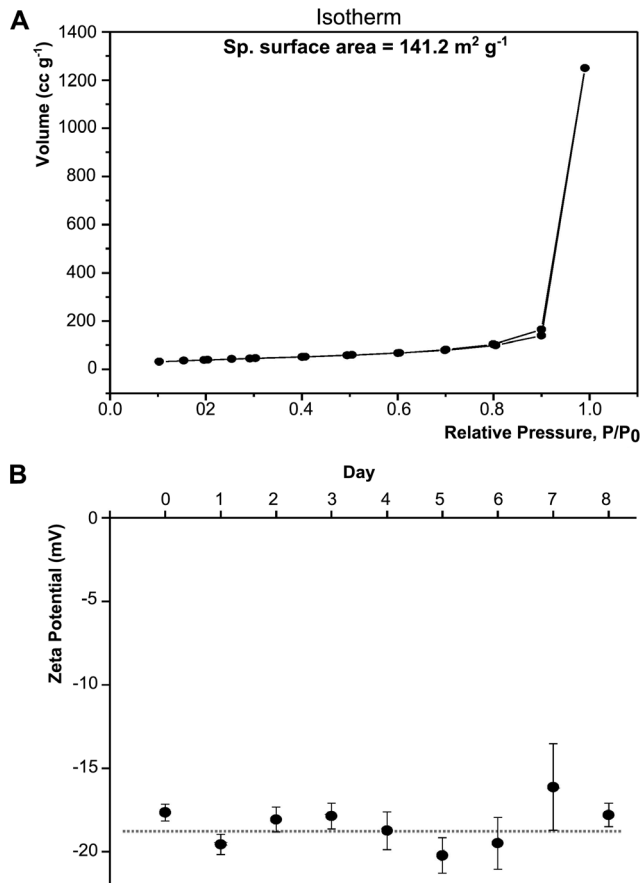 A
Isotherm
Sp. surface area = 141.2 m² g⁻¹
Volume (cc g⁻¹)
1400
1200
1000
800
600
400
200
0
0.0 02 0.4 0.6 0.8 1.0
Relative Pressure, P/P0
B
Day
0 1 2 3 4 5 6 7 8
Zeta Potential (mV)
0
-5
-10
-15
-20